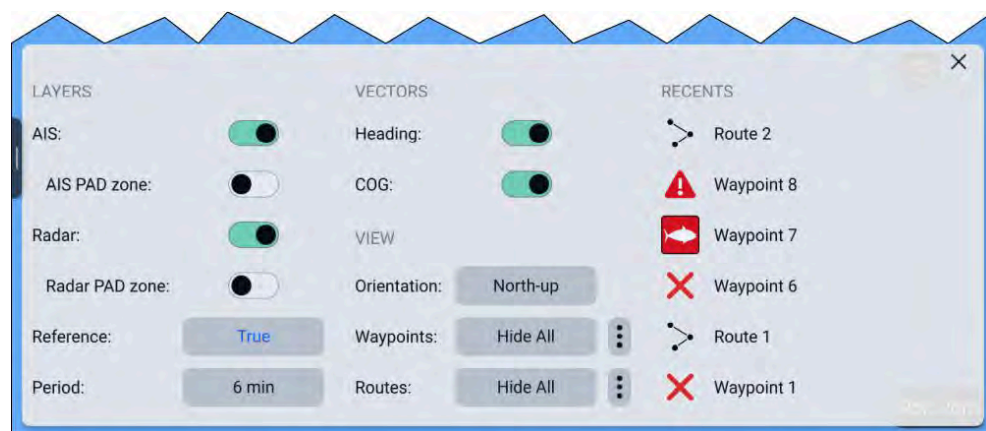 LAYERS
AIS:
AIS PAD zone:
Radar:
Radar PAD zone:
Reference: True
Period: 6 min
VECTORS
Heading:
COG:
VIEW
Orientation: North-up
Waypoints: Hide All
Routes: Hide All
RECENTS
Route 2
Waypoint 8
Waypoint 7
Waypoint 6
Route 1
Waypoint 1